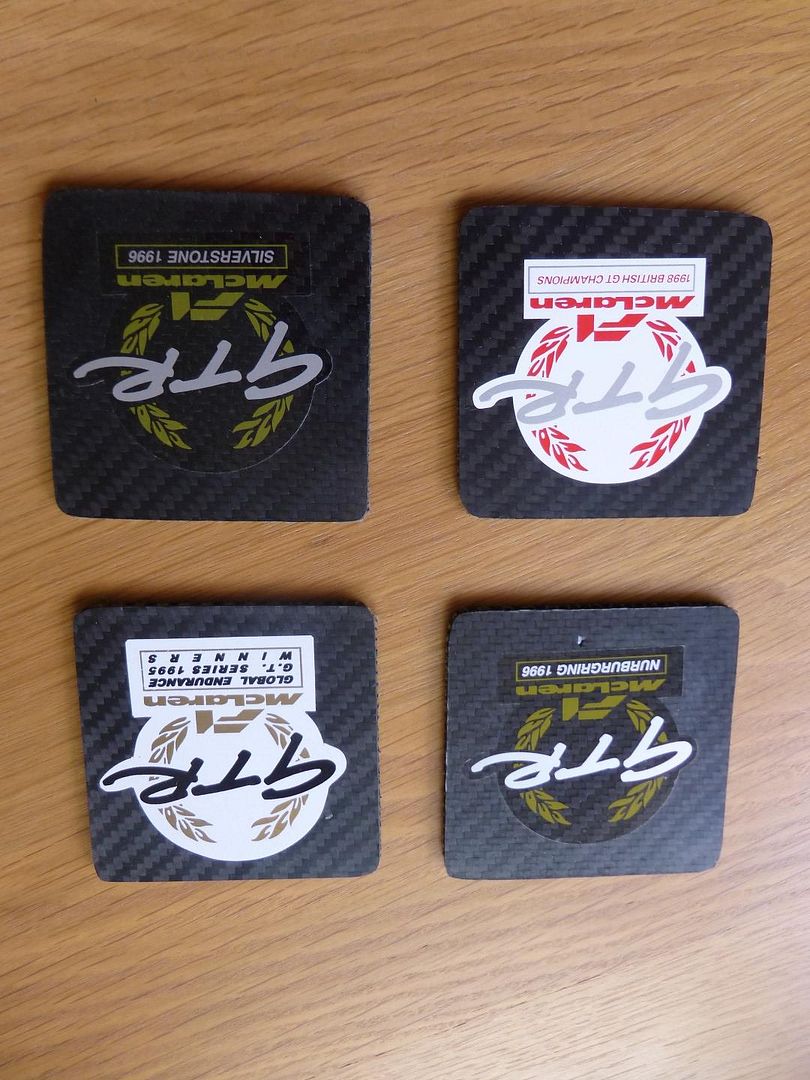 GTR
F1
McLaren
NURBURGRING 1996
GTR
F1
McLaren
GLOBAL ENDURANCE
G.T. SERIES 1995
WINNERS
GTR
F1
McLaren
1998 BRITISH GT CHAMPIONS
GTR
F1
McLaren
SILVERSTONE 1996